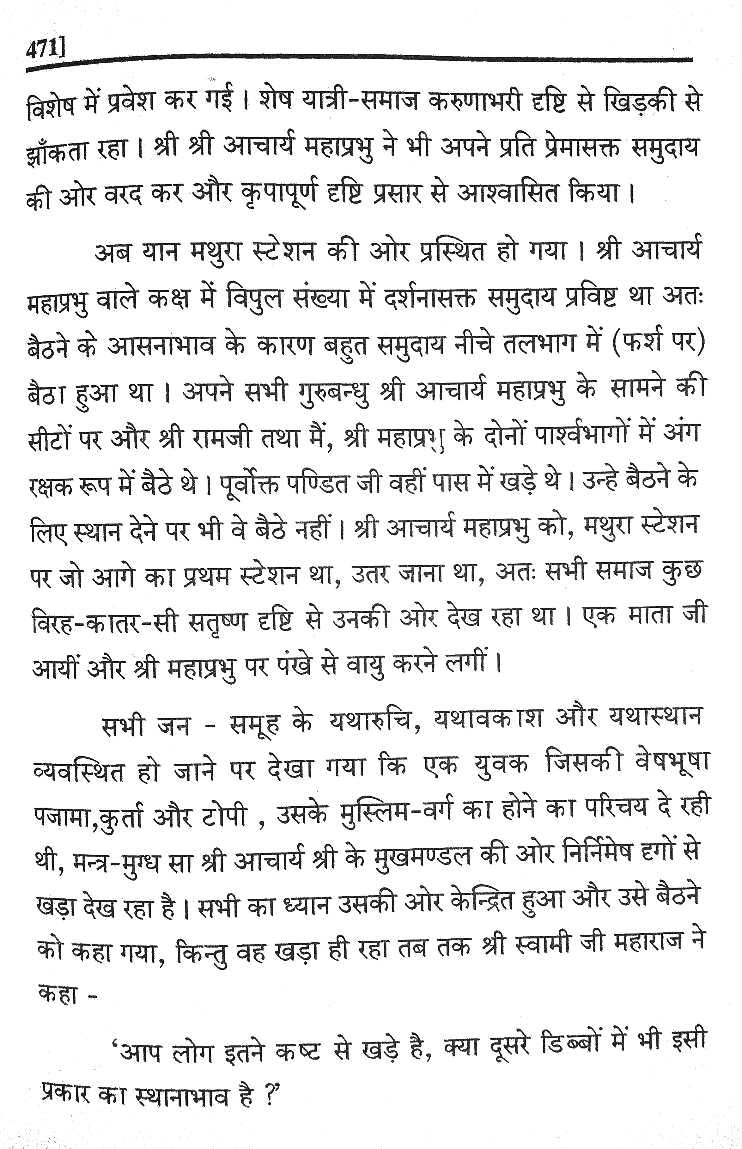 471]
विशेष में प्रवेश कर गई । शेष यात्री-समाज करुणाभरी दृष्टि से खिड़की से
झाँकता रहा । श्री श्री आचार्य महाप्रभु ने भी अपने प्रति प्रेमासक्त समुदाय
की ओर वरद कर और कृपापूर्ण दृष्टि प्रसार से आश्वासित किया ।
अब यान मथुरा स्टेशन की ओर प्रस्थित हो गया । श्री आचार्य
महाप्रभु वाले कक्ष में विपुल संख्या में दर्शनासक्त समुदाय प्रविष्ट था अतः
बैठने के आसनाभाव के कारण बहुत समुदाय नीचे तलभाग में (फर्श पर)
बैठा हुआ था । अपने सभी गुरुबन्धु श्री आचार्य महाप्रभु के सामने की
सीटों पर और श्री रामजी तथा मैं, श्री महाप्रभु के दोनों पार्श्वभागों में अंग
रक्षक रूप में बैठे थे । पूर्वोक्त पण्डित जी वहीं पास में खड़े थे । उन्हे बैठने के
लिए स्थान देने पर भी वे बैठे नहीं । श्री आचार्य महाप्रभु को, मथुरा स्टेशन
पर जो आगे का प्रथम स्टेशन था, उतर जाना था, अतः सभी समाज कुछ
विरह-कातर-सी सतृष्ण दृष्टि से उनकी ओर देख रहा था । एक माता जी
आयीं और श्री महाप्रभु पर पंखे से वायु करने लगीं ।
सभी जन - समूह के यथारुचि, यथावकाश और यथास्थान
व्यवस्थित हो जाने पर देखा गया कि एक युवक जिसकी वेषभूषा
पजामा,कुर्ता और टोपी , उसके मुस्लिम-वर्ग का होने का परिचय दे रही
थी, मन्त्र-मुग्ध सा श्री आचार्य श्री के मुखमण्डल की ओर निर्निमेष दृगों से
खड़ा देख रहा है । सभी का ध्यान उसकी ओर केन्द्रित हुआ और उसे बैठने
को कहा गया, किन्तु वह खड़ा ही रहा तब तक श्री स्वामी जी महाराज ने
कहा -
‘आप लोग इतने कष्ट से खड़े है, क्या दूसरे डिब्बों में भी इसी
प्रकार का स्थानाभाव है ?’